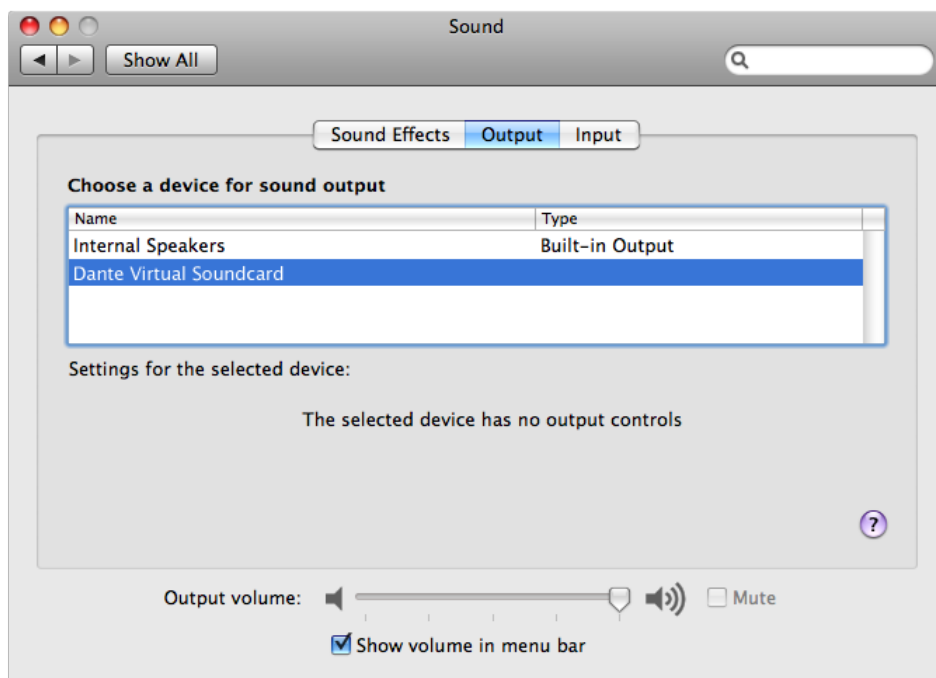 Sound
Show All
Sound Effects Output Input
Choose a device for sound output
Name Type
Internal Speakers Built-in Output
Dante Virtual Soundcard
Settings for the selected device:
The selected device has no output controls
?
Output volume: Mute
Show volume in menu bar